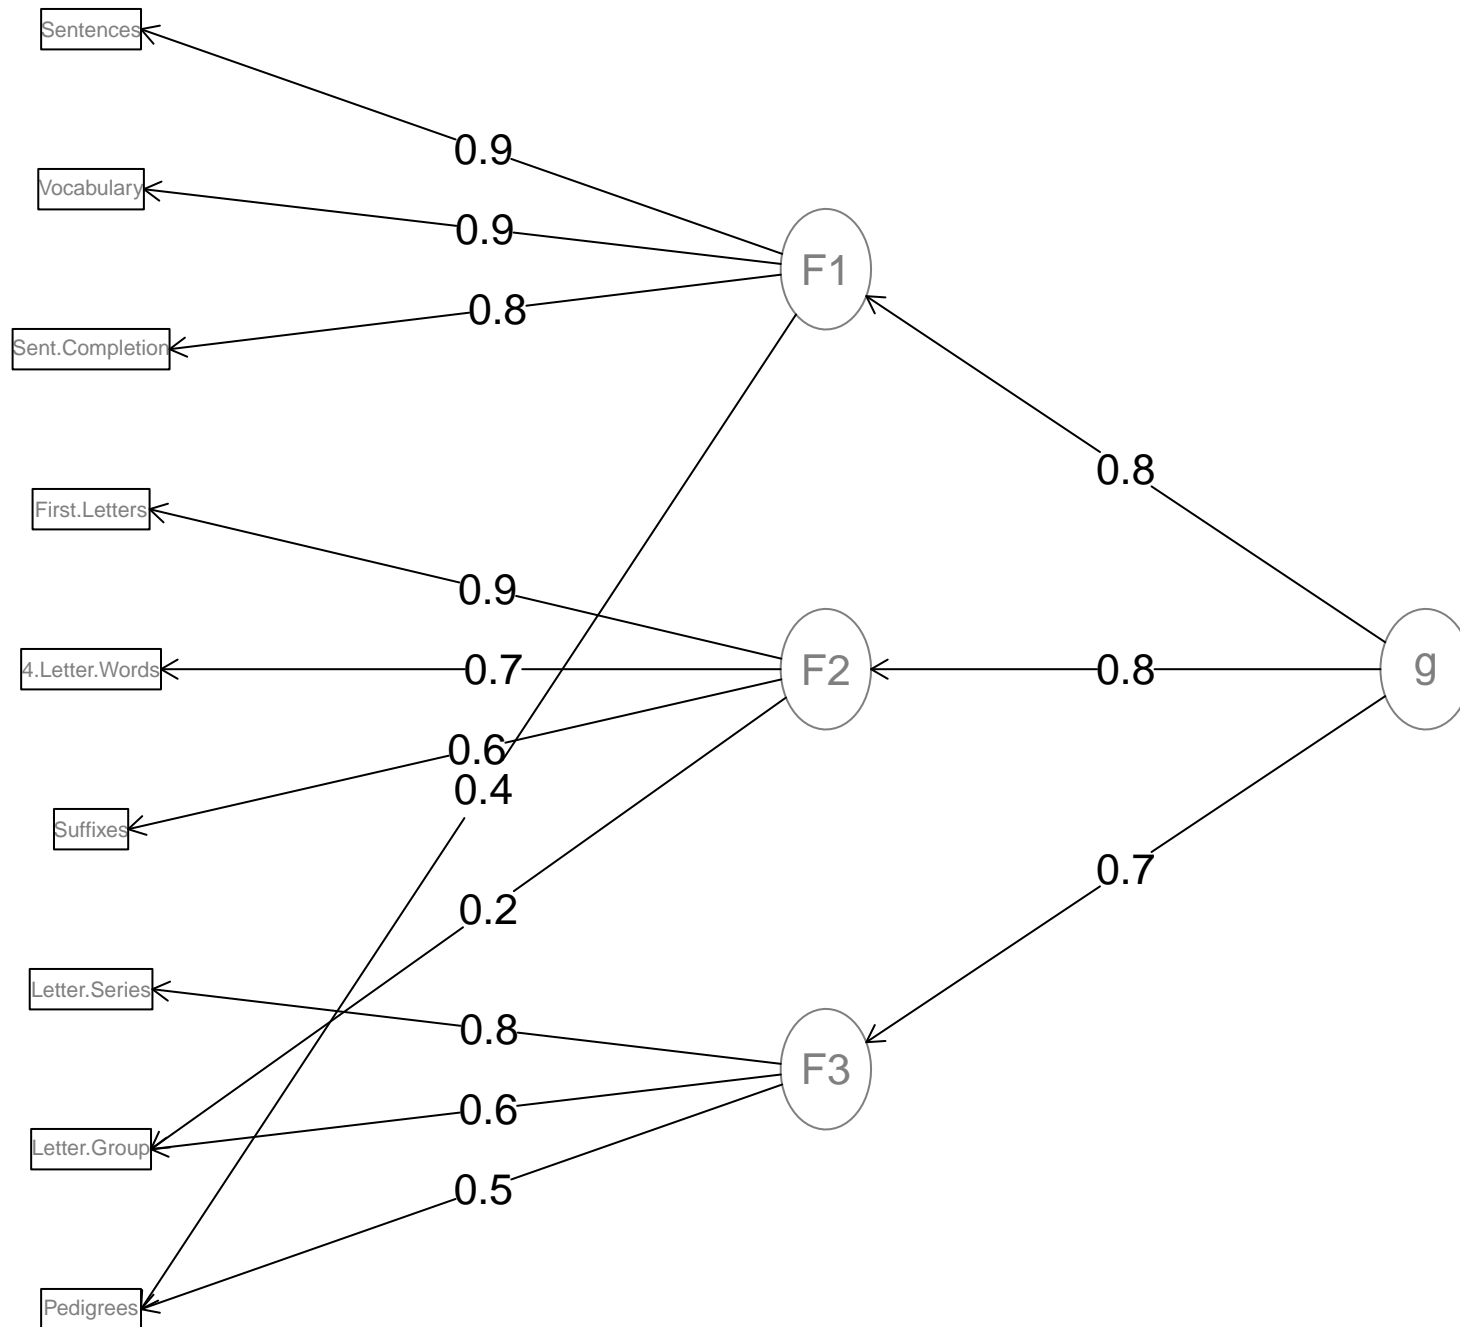 Sentences
0.9
Vocabulary
0.9
F1
Sent.Completion
0.8
0.8
First.Letters
0.9
4.Letter.Words
0.7
F2
0.8
g
0.6
0.4
Suffixes
0.7
0.2
Letter.Series
0.8
F3
0.6
Letter.Group
0.5
Pedigrees